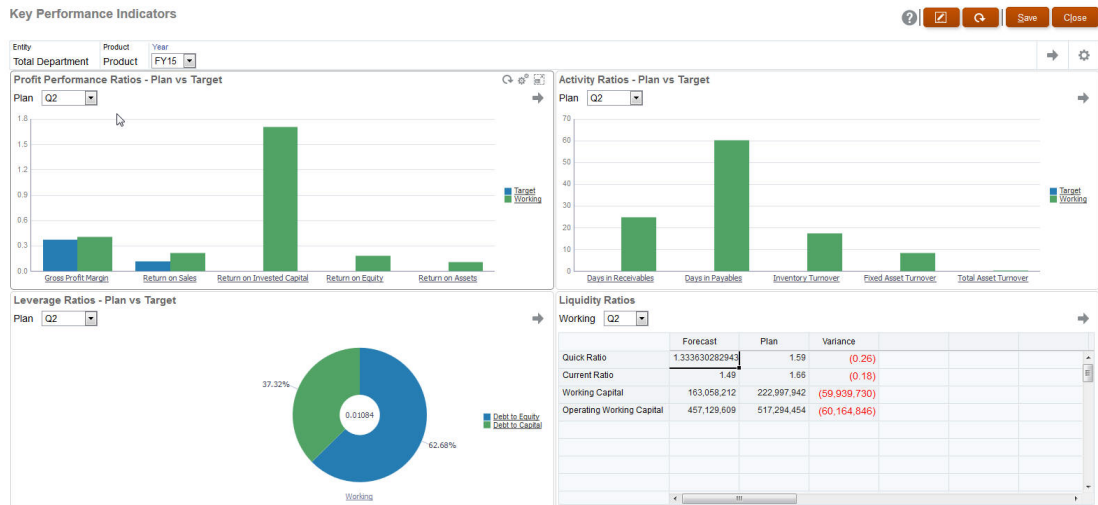 Key Performance Indicators
? Save Close
Entity Product Year
Total Department Product FY15
Profit Performance Ratios - Plan vs Target
Plan Q2
1.8
1.5
1.2
0.9
0.6
0.3
0.0
Gross Profit Margin Return on Sales Return on Invested Capital Return on Equity Return on Assets
Target
Working
Activity Ratios - Plan vs Target
Plan Q2
70
60
50
40
30
20
10
0
Days in Receivables Days in Payables Inventory Turnover Fixed Asset Turnover Total Asset Turnover
Target
Working
Leverage Ratios - Plan vs Target
Plan Q2
37.32%
0.01084
62.68%
Working
Debt to Equity
Debt to Capital
Liquidity Ratios
Working Q2
Forecast Plan Variance
Quick Ratio 1.333630282943 1.59 (0.26)
Current Ratio 1.49 1.66 (0.18)
Working Capital 163,058,212 222,997,942 (59,939,730)
Operating Working Capital 457,129,609 517,294,454 (60,164,846)